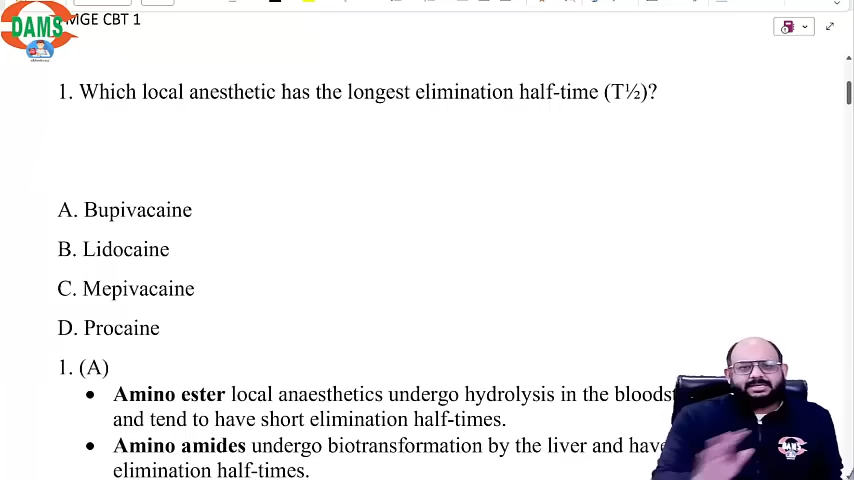 DAMS
MGE CBT 1
1. Which local anesthetic has the longest elimination half-time (T½)?
A. Bupivacaine
B. Lidocaine
C. Mepivacaine
D. Procaine
1. (A)
• Amino ester local anaesthetics undergo hydrolysis in the bloods
and tend to have short elimination half-times.
• Amino amides undergo biotransformation by the liver and have
elimination half-times.
DAMS